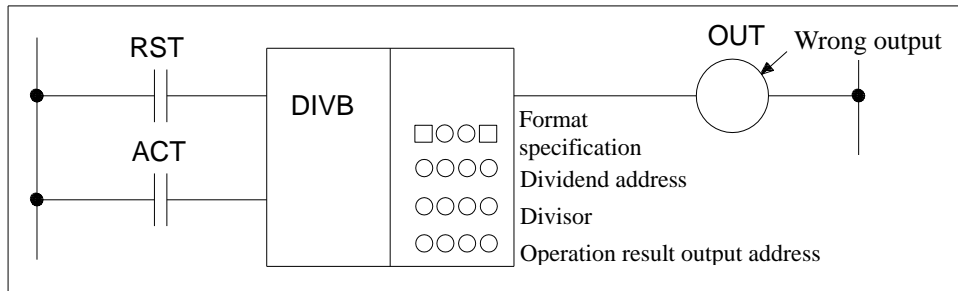 RST
OUT
Wrong output
DIVB
ACT
Format
specification
Dividend address
Divisor
Operation result output address